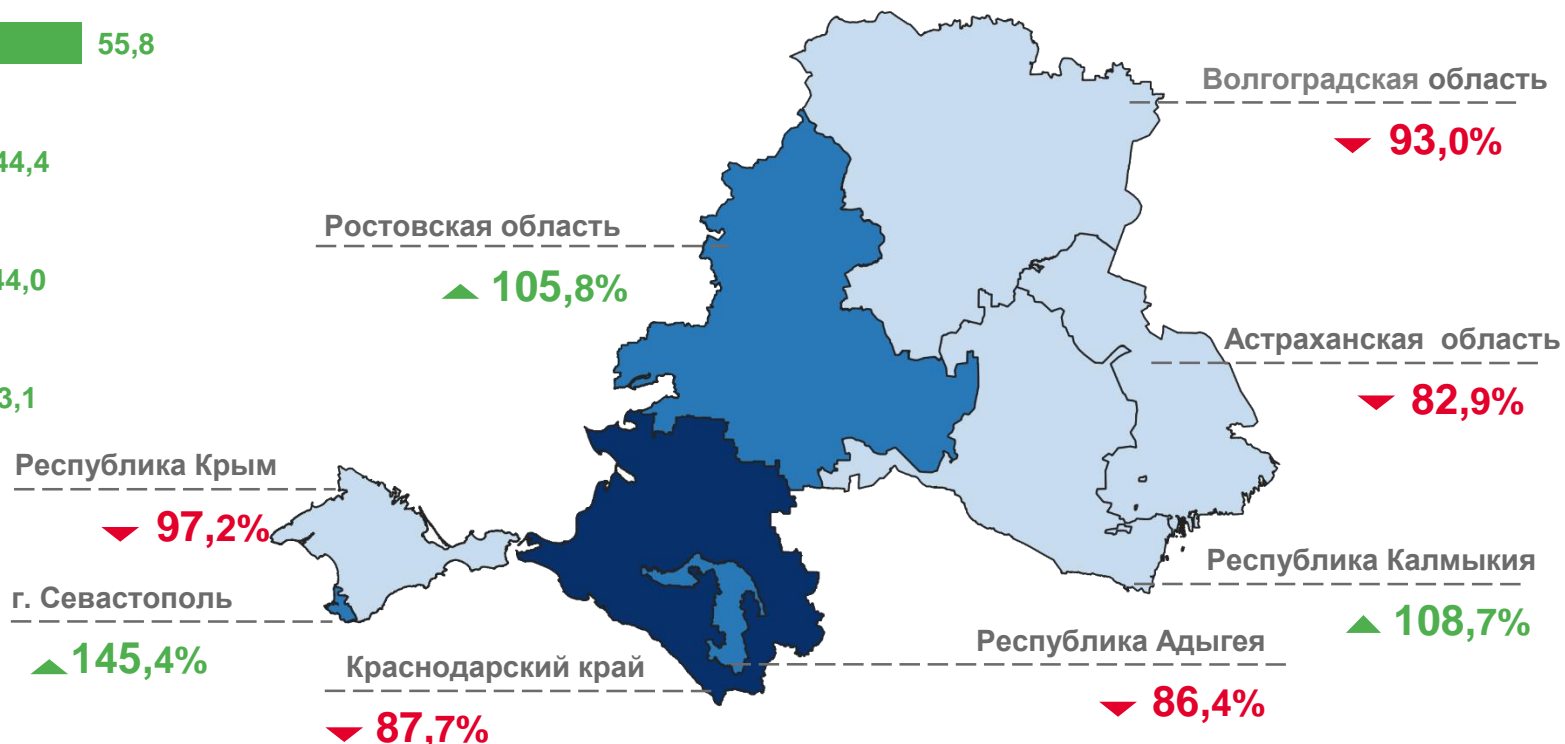 55,8
44,4
44,0
3,1
Волгоградская область
93,0%
Ростовская область
105,8%
Астраханская область
82,9%
Республика Крым
97,2%
г. Севастополь
145,4%
Краснодарский край
87,7%
Республика Адыгея
86,4%
Республика Калмыкия
108,7%